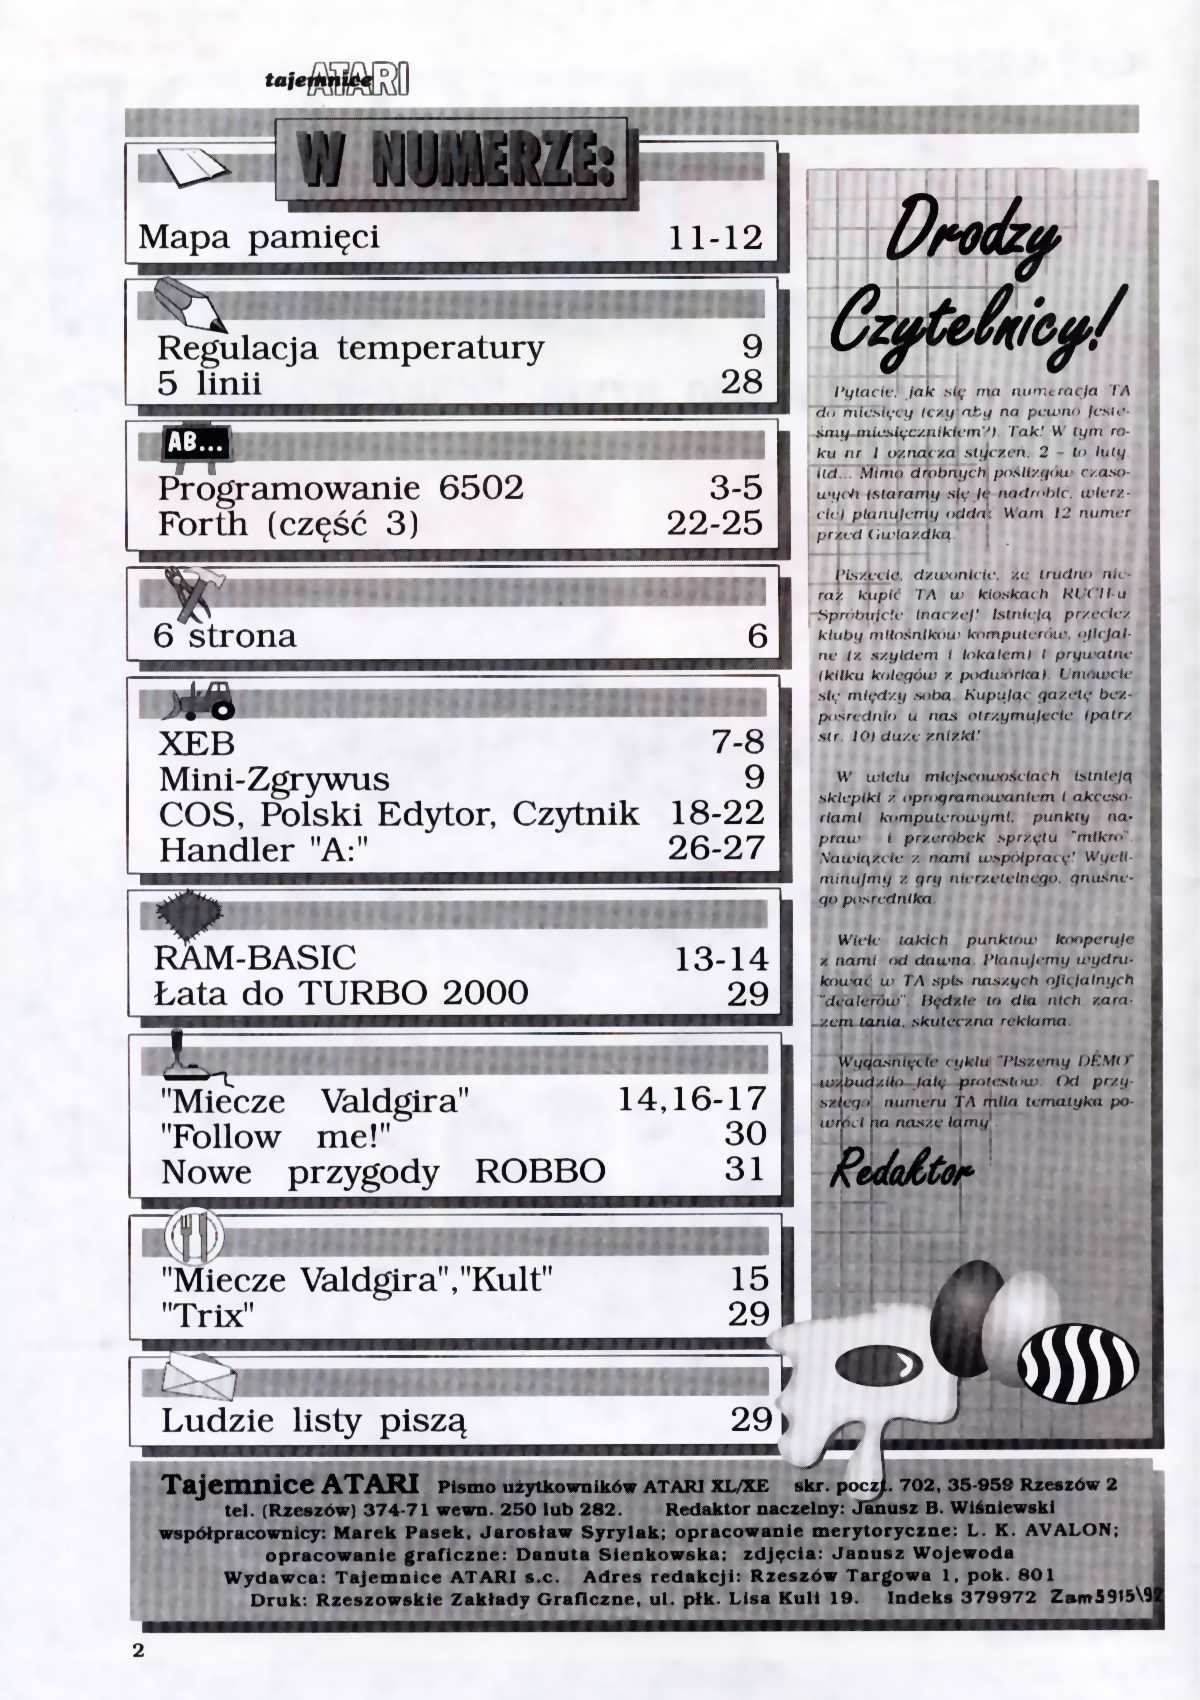 tajemnice ATARI
W NUMERZE:
Mapa pamięci 11-12
Regulacja temperatury 9
5 linii 28
AB...
Programowanie 6502 3-5
Forth (część 3) 22-25
6 strona 6
XEB 7-8
Mini-Zgrywus 9
COS, Polski Edytor, Czytnik 18-22
Handler "A:" 26-27
RAM-BASIC 13-14
Łata do TURBO 2000 29
"Miecze Valdgira" 14,16-17
"Follow me!" 30
Nowe przygody ROBBO 31
"Miecze Valdgira","Kult" 15
"Trix" 29
Ludzie listy piszą 29
Drodzy
Czytelnicy!
Pytacie, jak się ma numeracja TA
do miesięcy (czy aby na pewno jeste-
śmy miesięcznikiem?). Tak! W tym ro-
ku nr 1 oznacza styczeń, 2 - to luty
itd... Mimo drobnych poślizgów czaso-
wych (staramy się je nadrobić, wierz-
cie) planujemy oddać Wam 12 numer
przed Gwiazdką.
Piszecie, dzwonicie, że trudno nie-
raz kupić TA w kioskach RUCH-u
Spróbujcie inaczej! Istnieją przecież
kluby miłośników komputerów, oficjal-
ne (z szyldem i lokalem) i prywatne
(kilku kolegów z podwórka). Umówcie
się między sobą. Kupując gazetę bez-
pośrednio u nas otrzymujecie (patrz
str. 10) duże zniżki!
W wielu miejscowościach istnieją
sklepiki z oprogramowaniem i akceso-
riami komputerowymi, punkty na-
praw i przeróbek sprzętu "mikro".
Nawiążcie z nami współpracę! Wyeli-
minujmy z gry nierzetelnego, gnuśne-
go pośrednika.
Wiele takich punktów kooperuje
z nami od dawna. Planujemy wydru-
kować w TA spis naszych oficjalnych
"dealerów". Będzie to dla nich zara-
zem tania, skuteczna reklama.
Wygaśnięcie cyklu "Piszemy DEMO"
wzbudziło falę protestów. Od przy-
szłego numeru TA miła tematyka po-
wróci na nasze łamy!
Redaktor
Tajemnice ATARI Pismo użytkowników ATARI XL/XE skr. poczt. 702, 35-959 Rzeszów 2
tel. (Rzeszów) 374-71 wewn. 250 lub 282. Redaktor naczelny: Janusz B. Wiśniewski
współpracownicy: Marek Pasek, Jarosław Syrylak; opracowanie merytoryczne: L. K. AVALON;
opracowanie graficzne: Danuta Sienkowska; zdjęcia: Janusz Wojewoda
Wydawca: Tajemnice ATARI s.c. Adres redakcji: Rzeszów Targowa 1, pok. 801
Druk: Rzeszowskie Zakłady Graficzne, ul. płk. Lisa Kuli 19. Indeks 379972 Zam 5915\92
2